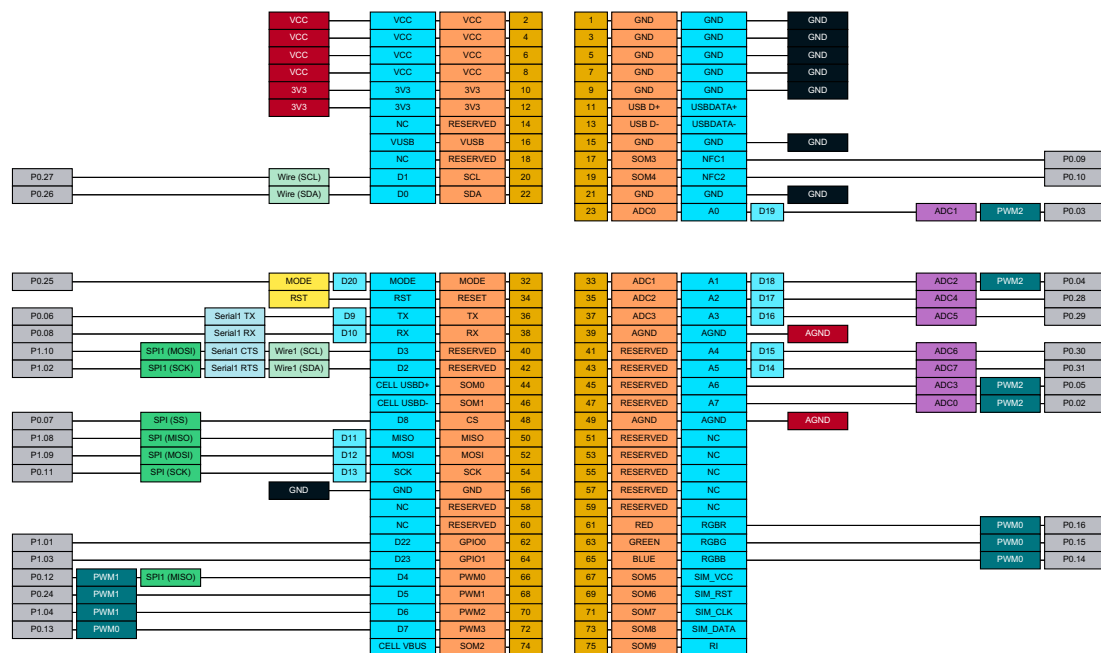 VCC VCC VCC 2 1 GND GND GND
VCC VCC VCC 4 3 GND GND GND
VCC VCC VCC 6 5 GND GND GND
VCC VCC VCC 8 7 GND GND GND
3V3 3V3 3V3 10 9 GND GND GND
3V3 3V3 3V3 12 11 USB D+ USBDATA+
NC RESERVED 14 13 USB D- USBDATA-
VUSB VUSB 16 15 GND GND GND
NC RESERVED 18 17 SOM3 NFC1 P0.09
P0.27 Wire (SCL) D1 SCL 20 19 SOM4 NFC2 P0.10
P0.26 Wire (SDA) D0 SDA 22 21 GND GND GND
23 ADC0 A0 D19 ADC1 PWM2 P0.03
P0.25 MODE D20 MODE MODE 32 33 ADC1 A1 D18 ADC2 PWM2 P0.04
RST RST RESET 34 35 ADC2 A2 D17 ADC4 P0.28
P0.06 Serial1 TX D9 TX TX 36 37 ADC3 A3 D16 ADC5 P0.29
P0.08 Serial1 RX D10 RX RX 38 39 AGND AGND AGND
P1.10 SPI1 (MOSI) Serial1 CTS Wire1 (SCL) D3 RESERVED 40 41 RESERVED A4 D15 ADC6 P0.30
P1.02 SPI1 (SCK) Serial1 RTS Wire1 (SDA) D2 RESERVED 42 43 RESERVED A5 D14 ADC7 P0.31
CELL USBD+ SOM0 44 45 RESERVED A6 ADC3 PWM2 P0.05
CELL USBD- SOM1 46 47 RESERVED A7 ADC0 PWM2 P0.02
P0.07 SPI (SS) D8 CS 48 49 AGND AGND AGND
P1.08 SPI (MISO) D11 MISO MISO 50 51 RESERVED NC
P1.09 SPI (MOSI) D12 MOSI MOSI 52 53 RESERVED NC
P0.11 SPI (SCK) D13 SCK SCK 54 55 RESERVED NC
GND GND GND 56 57 RESERVED NC
NC RESERVED 58 59 RESERVED NC
NC RESERVED 60 61 RED RGBR PWM0 P0.16
P1.01 D22 GPIO0 62 63 GREEN RGBG PWM0 P0.15
P1.03 D23 GPIO1 64 65 BLUE RGBB PWM0 P0.14
P0.12 PWM1 SPI1 (MISO) D4 PWM0 66 67 SOM5 SIM_VCC
P0.24 PWM1 D5 PWM1 68 69 SOM6 SIM_RST
P1.04 PWM1 D6 PWM2 70 71 SOM7 SIM_CLK
P0.13 PWM0 D7 PWM3 72 73 SOM8 SIM_DATA
CELL VBUS SOM2 74 75 SOM9 RI